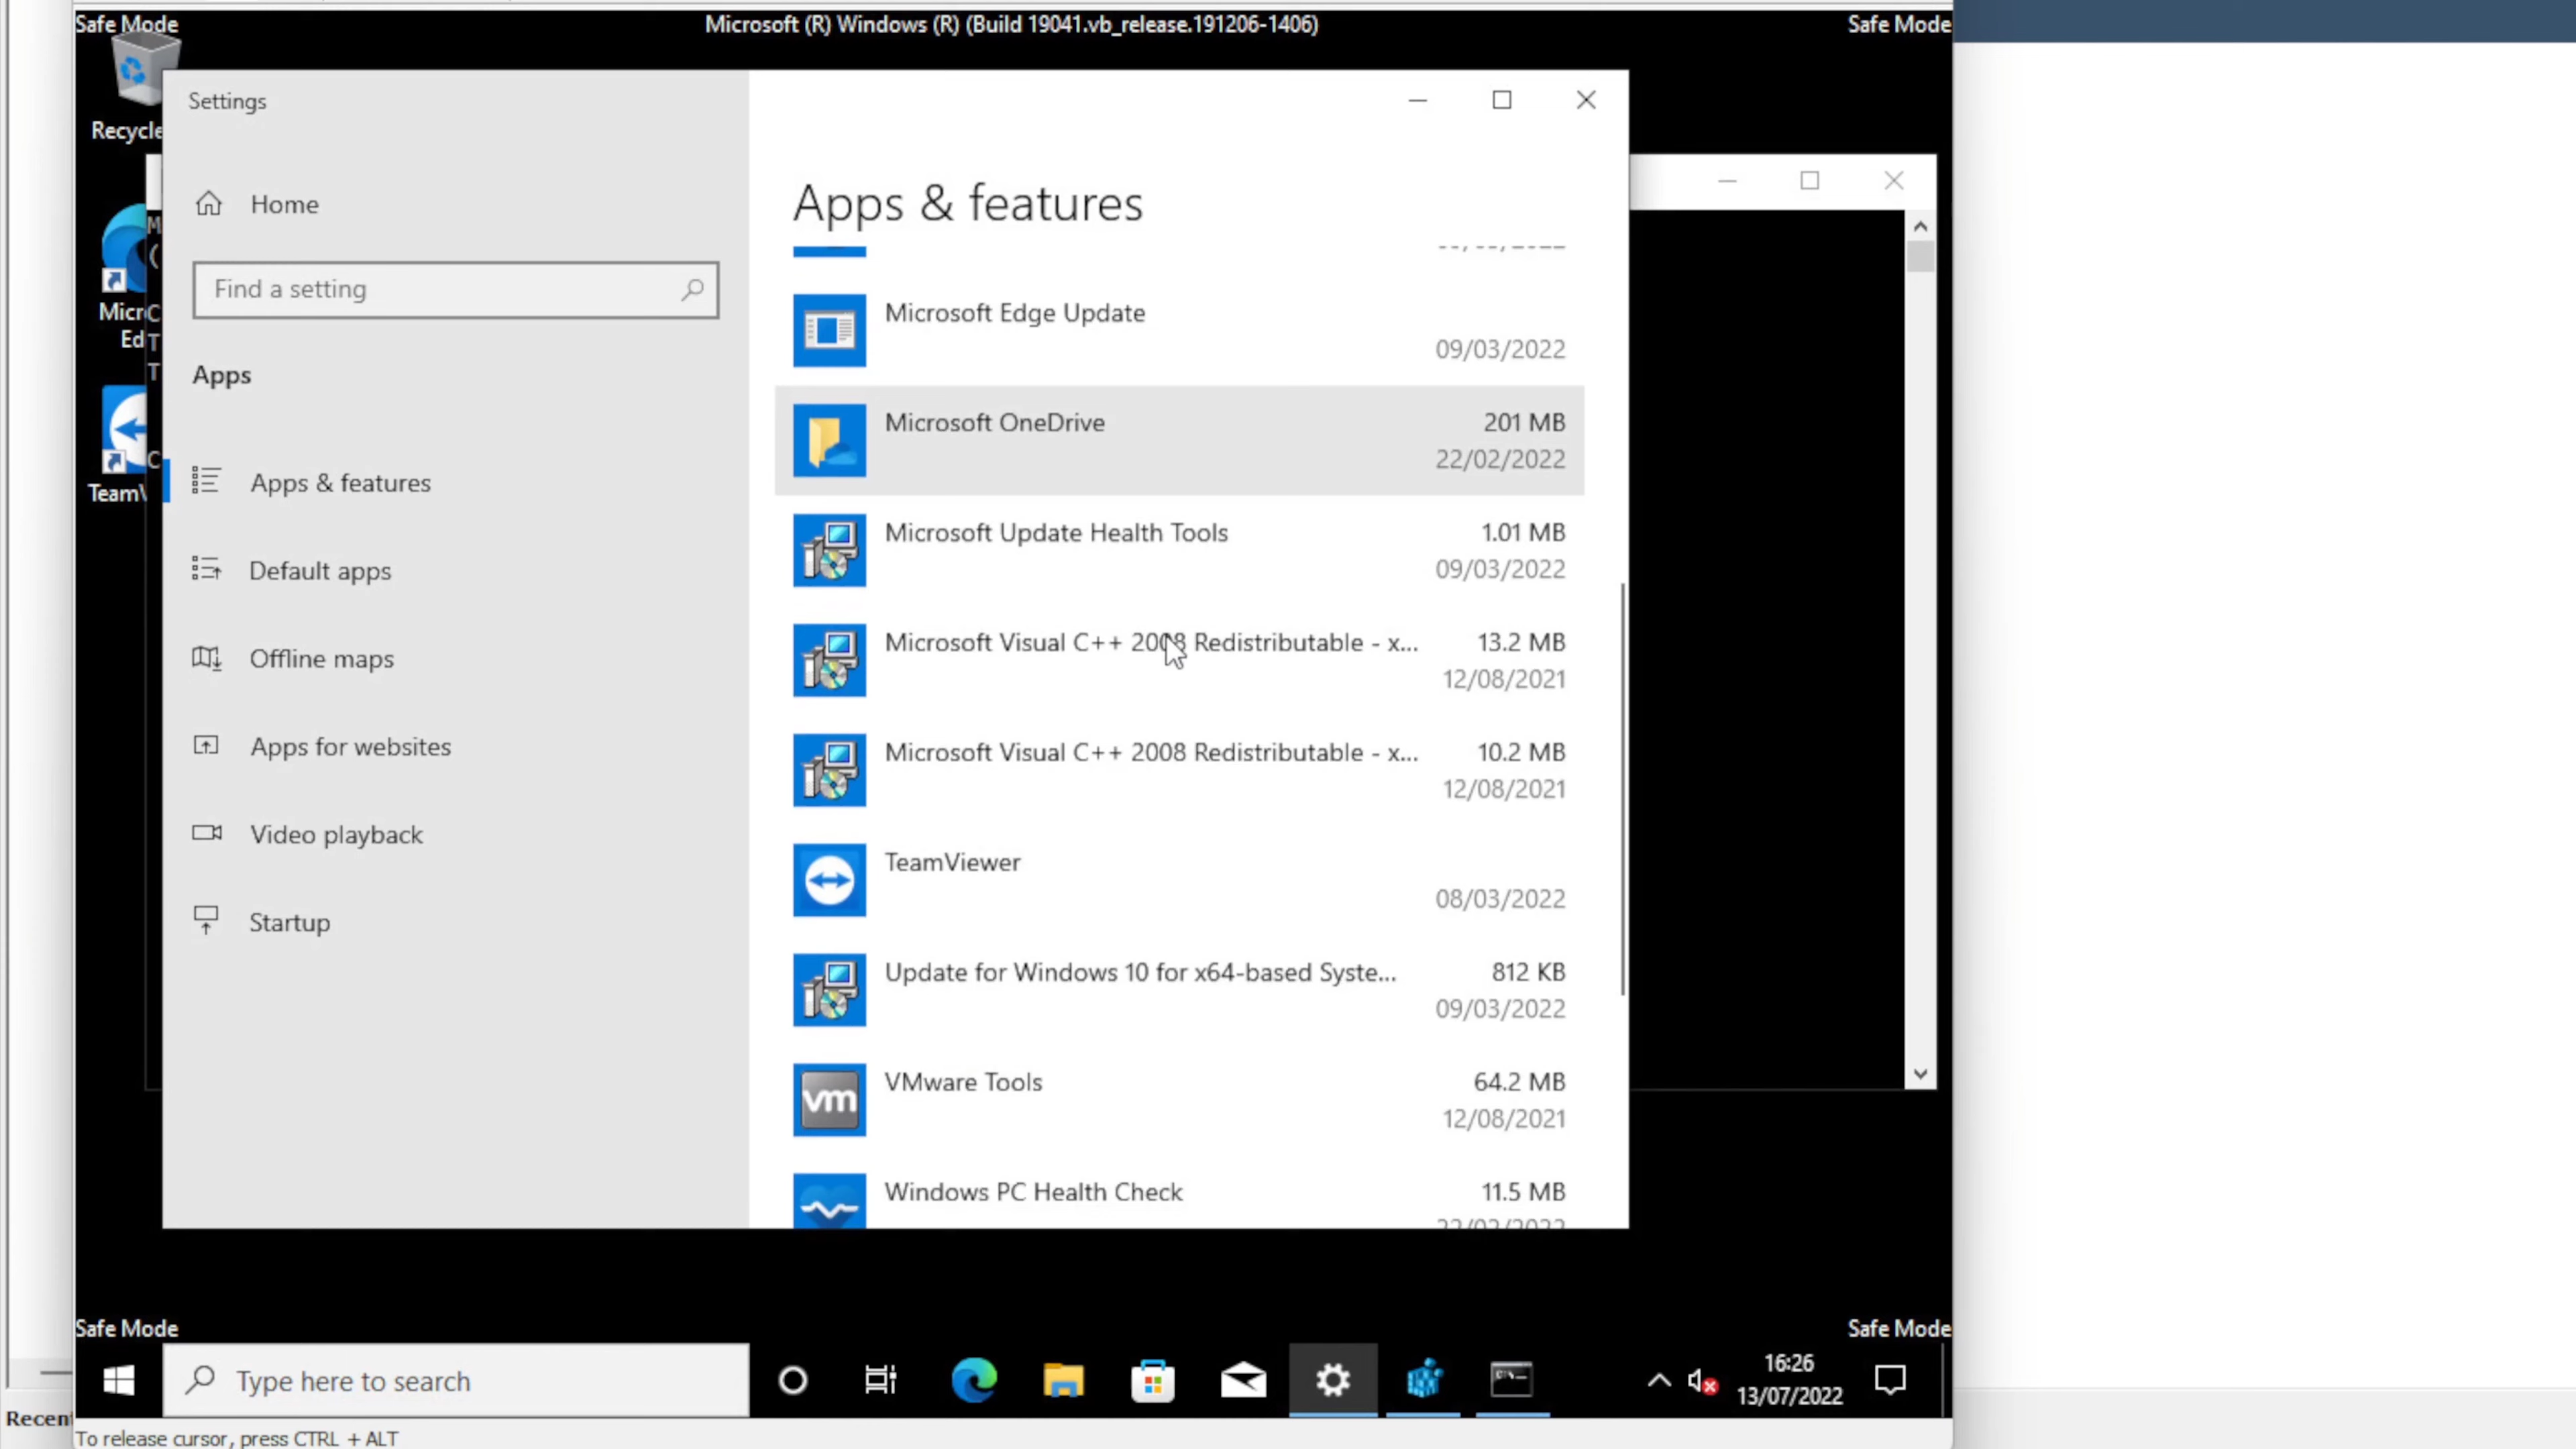 Safe Mode
Microsoft (R) Windows (R) (Build 19041.vb_release.191206-1406)
Safe Mode
Recycle
Micr
Ed
TeamV
M
(
C
T
T
C
Settings
Home
Find a setting
Apps
Apps & features
Default apps
Offline maps
Apps for websites
Video playback
Startup
Apps & features
Microsoft Edge Update
09/03/2022
Microsoft OneDrive 201 MB
22/02/2022
Microsoft Update Health Tools 1.01 MB
09/03/2022
Microsoft Visual C++ 2008 Redistributable - x... 13.2 MB
12/08/2021
Microsoft Visual C++ 2008 Redistributable - x... 10.2 MB
12/08/2021
TeamViewer
08/03/2022
Update for Windows 10 for x64-based Syste... 812 KB
09/03/2022
vm
VMware Tools 64.2 MB
12/08/2021
Windows PC Health Check 11.5 MB
Safe Mode
Safe Mode
Type here to search
16:26
13/07/2022
Recent
To release cursor, press CTRL + ALT